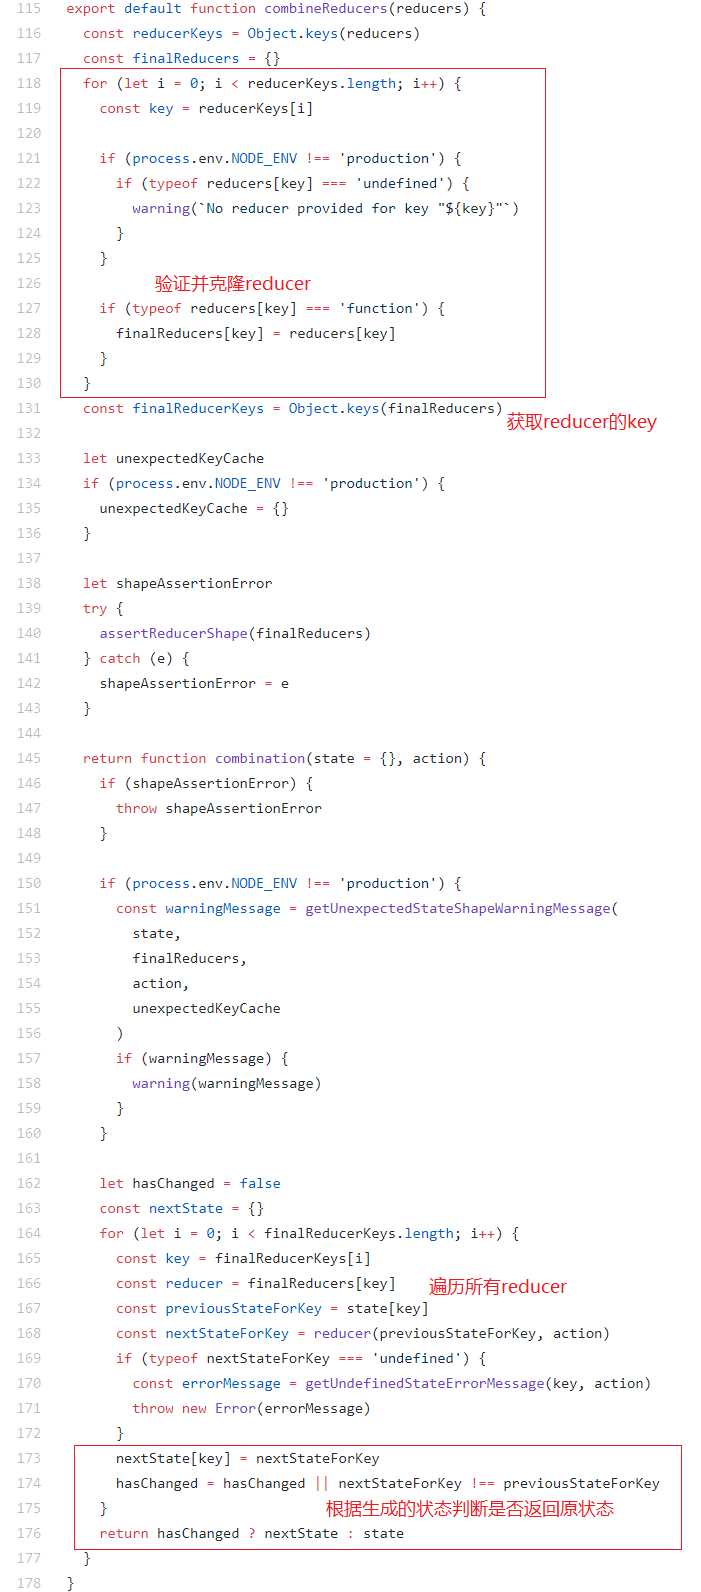 115 export default function combineReducers(reducers) {
116 const reducerKeys = Object.keys(reducers)
117 const finalReducers = {}
118 for (let i = 0; i < reducerKeys.length; i++) {
119 const key = reducerKeys[i]
120
121 if (process.env.NODE_ENV !== 'production') {
122 if (typeof reducers[key] === 'undefined') {
123 warning(`No reducer provided for key "${key}"`)
124 }
125 }
126 验证并克隆reducer
127 if (typeof reducers[key] === 'function') {
128 finalReducers[key] = reducers[key]
129 }
130 }
131 const finalReducerKeys = Object.keys(finalReducers)
获取reducer的key
132
133 let unexpectedKeyCache
134 if (process.env.NODE_ENV !== 'production') {
135 unexpectedKeyCache = {}
136 }
137
138 let shapeAssertionError
139 try {
140 assertReducerShape(finalReducers)
141 } catch (e) {
142 shapeAssertionError = e
143 }
144
145 return function combination(state = {}, action) {
146 if (shapeAssertionError) {
147 throw shapeAssertionError
148 }
149
150 if (process.env.NODE_ENV !== 'production') {
151 const warningMessage = getUnexpectedStateShapeWarningMessage(
152 state,
153 finalReducers,
154 action,
155 unexpectedKeyCache
156 )
157 if (warningMessage) {
158 warning(warningMessage)
159 }
160 }
161
162 let hasChanged = false
163 const nextState = {}
164 for (let i = 0; i < finalReducerKeys.length; i++) {
165 const key = finalReducerKeys[i]
166 const reducer = finalReducers[key] 遍历所有reducer
167 const previousStateForKey = state[key]
168 const nextStateForKey = reducer(previousStateForKey, action)
169 if (typeof nextStateForKey === 'undefined') {
170 const errorMessage = getUndefinedStateErrorMessage(key, action)
171 throw new Error(errorMessage)
172 }
173 nextState[key] = nextStateForKey
174 hasChanged = hasChanged || nextStateForKey !== previousStateForKey
175 } 根据生成的状态判断是否返回原状态
176 return hasChanged ? nextState : state
177 }
178 }